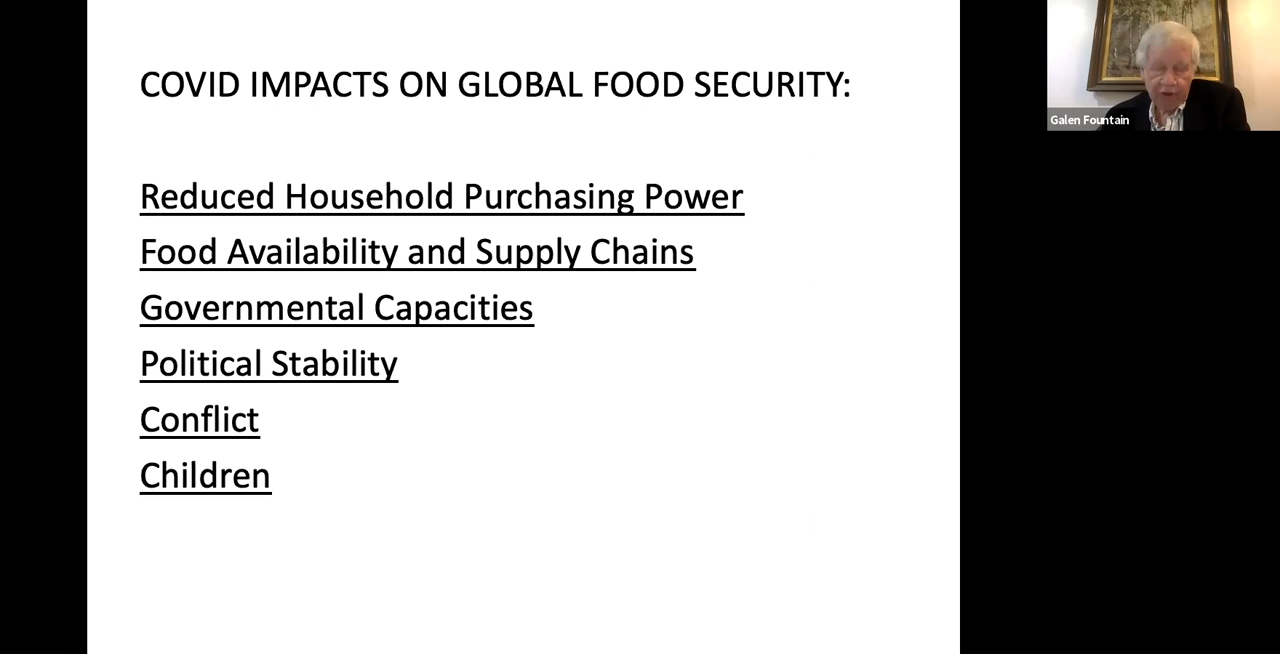 COVID IMPACTS ON GLOBAL FOOD SECURITY:
Reduced Household Purchasing Power
Food Availability and Supply Chains
Governmental Capacities
Political Stability
Conflict
Children
Galen Fountain